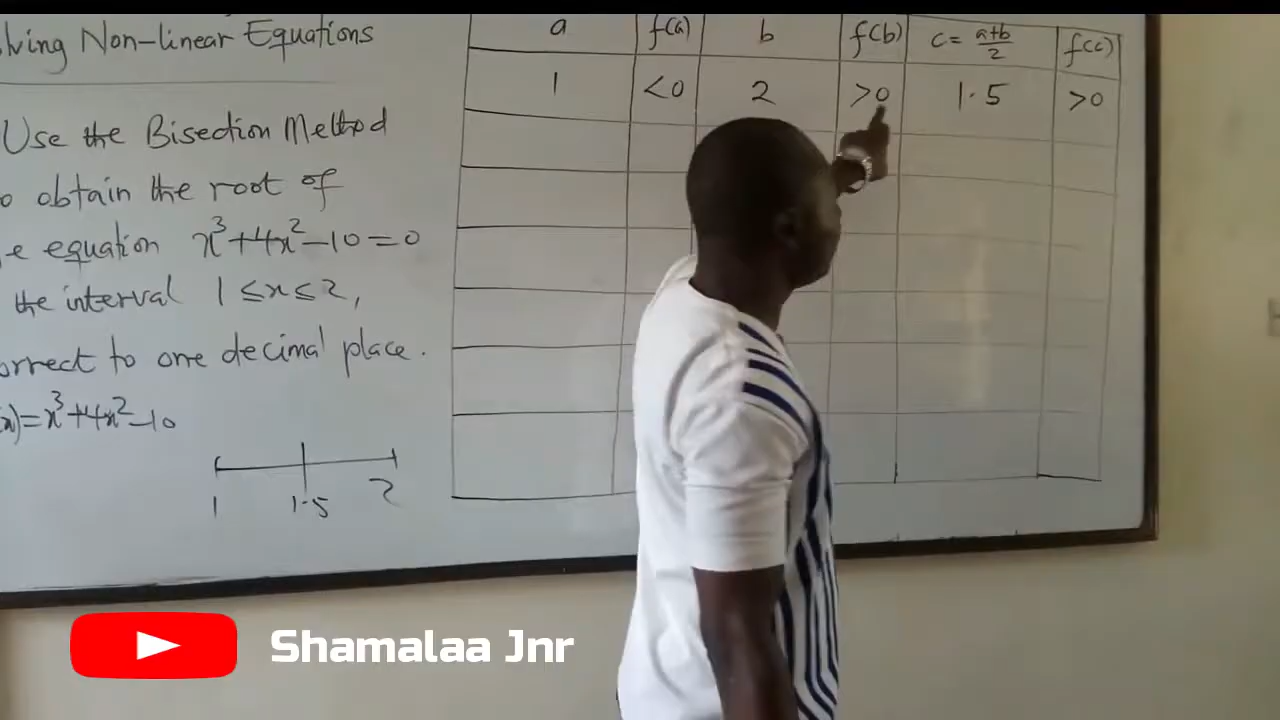 lving Non-linear Equations
Use the Bisection Method
o obtain the root of
e equation x³+4x²-10=0
the interval 1≤x≤2,
orrect to one decimal place.
x)=x³+4x²-10
1 1.5 2
a f(a) b f(b) c= a+b/2 f(c)
1 <0 2 >0 1.5 >0
Shamalaa Jnr